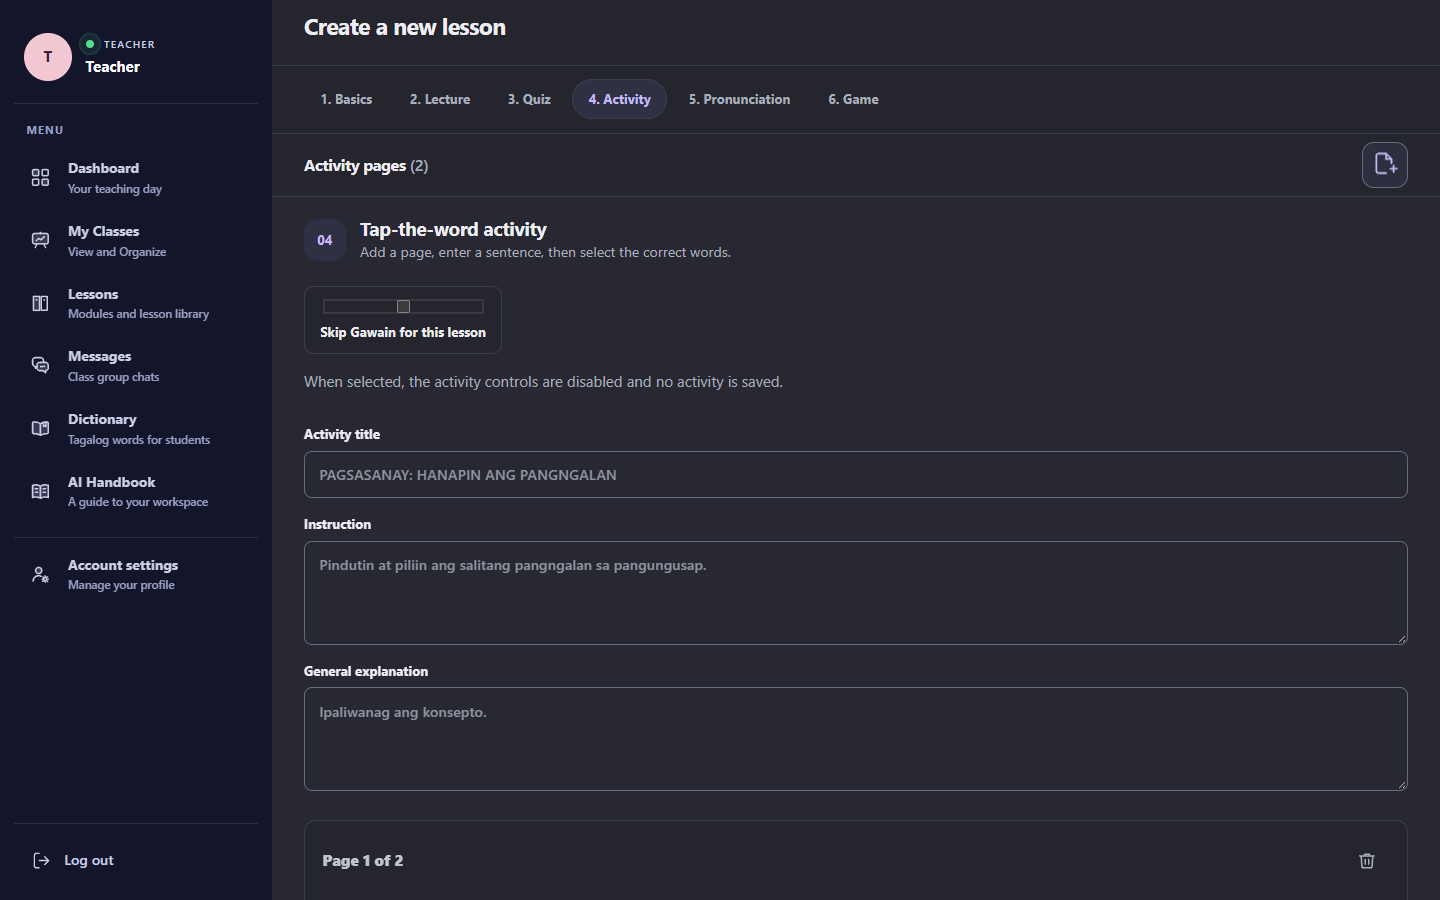 T
TEACHER
Teacher
MENU
Dashboard
Your teaching day
My Classes
View and Organize
Lessons
Modules and lesson library
Messages
Class group chats
Dictionary
Tagalog words for students
AI Handbook
A guide to your workspace
Account settings
Manage your profile
Log out
Create a new lesson
1. Basics
2. Lecture
3. Quiz
4. Activity
5. Pronunciation
6. Game
Activity pages (2)
04
Tap-the-word activity
Add a page, enter a sentence, then select the correct words.
Skip Gawain for this lesson
When selected, the activity controls are disabled and no activity is saved.
Activity title
PAGSASANAY: HANAPIN ANG PANGNGALAN
Instruction
Pindutin at piliin ang salitang pangngalan sa pangungusap.
General explanation
Ipaliwanag ang konsepto.
Page 1 of 2